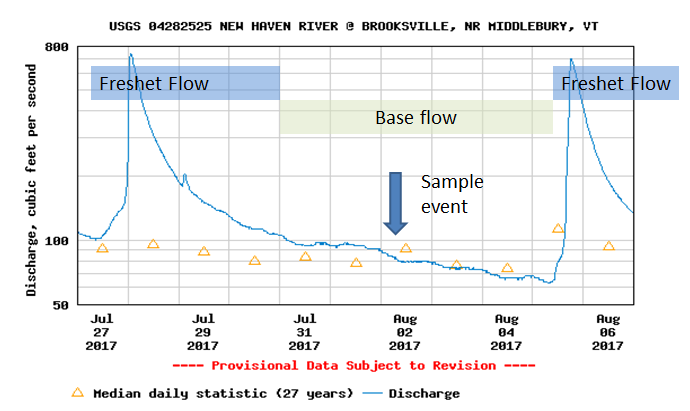 USGS 04282525 NEW HAVEN RIVER @ BROOKSVILLE, NR MIDDLEBURY, VT
800
Freshet Flow
Freshet Flow
Base flow
Sample
event
Discharge, cubic feet per second
100
50
Jul Jul Jul Aug Aug Aug
27 29 31 02 04 06
2017 2017 2017 2017 2017 2017
---- Provisional Data Subject to Revision ----
Median daily statistic (27 years) Discharge